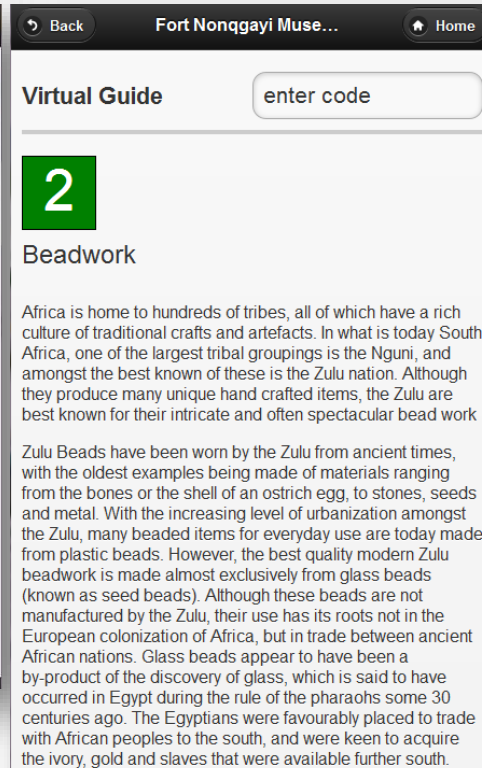 Back
Fort Nonqgayi Muse...
Home
Virtual Guide
enter code
2
Beadwork
Africa is home to hundreds of tribes, all of which have a rich
culture of traditional crafts and artefacts. In what is today South
Africa, one of the largest tribal groupings is the Nguni, and
amongst the best known of these is the Zulu nation. Although
they produce many unique hand crafted items, the Zulu are
best known for their intricate and often spectacular bead work
Zulu Beads have been worn by the Zulu from ancient times,
with the oldest examples being made of materials ranging
from the bones or the shell of an ostrich egg, to stones, seeds
and metal. With the increasing level of urbanization amongst
the Zulu, many beaded items for everyday use are today made
from plastic beads. However, the best quality modern Zulu
beadwork is made almost exclusively from glass beads
(known as seed beads). Although these beads are not
manufactured by the Zulu, their use has its roots not in the
European colonization of Africa, but in trade between ancient
African nations. Glass beads appear to have been a
by-product of the discovery of glass, which is said to have
occurred in Egypt during the rule of the pharaohs some 30
centuries ago. The Egyptians were favourably placed to trade
with African peoples to the south, and were keen to acquire
the ivory, gold and slaves that were available further south.